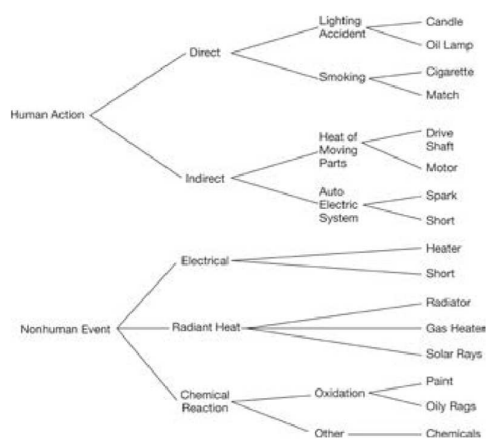 Human Action
Direct
Lighting
Accident
Candle
Oil Lamp
Smoking
Cigarette
Match
Indirect
Heat of
Moving
Parts
Drive
Shaft
Motor
Auto
Electric
System
Spark
Short
Nonhuman Event
Electrical
Heater
Short
Radiant Heat
Radiator
Gas Heater
Solar Rays
Chemical
Reaction
Oxidation
Paint
Oily Rags
Other
Chemicals